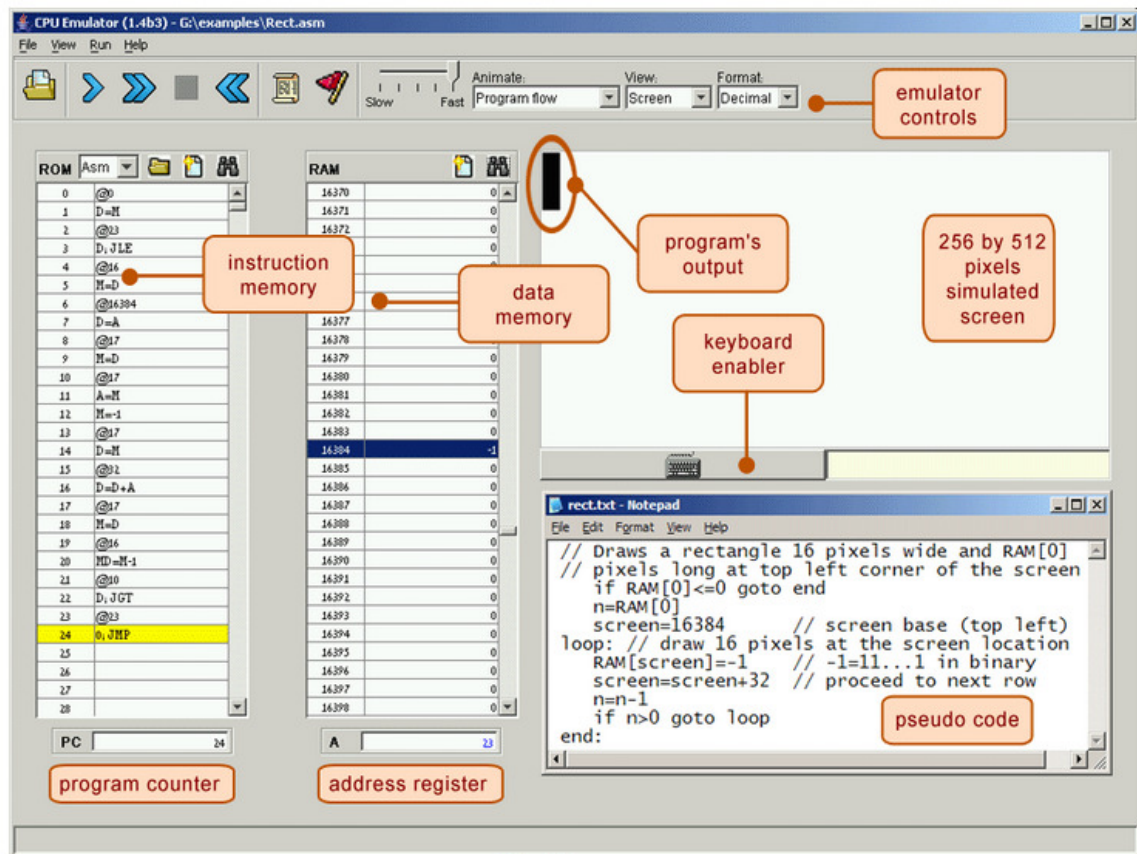 CPU Emulator (1.4b3) - G:\examples\Rect.asm
File View Run Help
Slow Fast
Animate:
Program flow
View:
Screen
Format:
Decimal
emulator
controls
ROM Asm
0 @0
1 D=M
2 @23
3 D;JLE
4 @16
5 M=D
6 @16384
7 D=A
8 @17
9 M=D
10 @17
11 A=M
12 M=-1
13 @17
14 D=M
15 @32
16 D=D+A
17 @17
18 M=D
19 @16
20 MD=M-1
21 @10
22 D;JGT
23 @23
24 0;JMP
25
26
27
28
PC 24
program counter
instruction
memory
RAM
16370 0
16371 0
16372 0
0
0
16377
16378
16379 0
16380 0
16381 0
16382 0
16383 0
16384 -1
16385 0
16386 0
16387 0
16388 0
16389 0
16390 0
16391 0
16392 0
16393 0
16394 0
16395 0
16396 0
16397 0
16398 0
A 23
address register
data
memory
program's
output
256 by 512
pixels
simulated
screen
keyboard
enabler
rect.txt - Notepad
File Edit Format View Help
// Draws a rectangle 16 pixels wide and RAM[0]
// pixels long at top left corner of the screen
if RAM[0]<=0 goto end
n=RAM[0]
screen=16384 // screen base (top left)
loop: // draw 16 pixels at the screen location
RAM[screen]=-1 // -1=11...1 in binary
screen=screen+32 // proceed to next row
n=n-1
if n>0 goto loop
end:
pseudo code